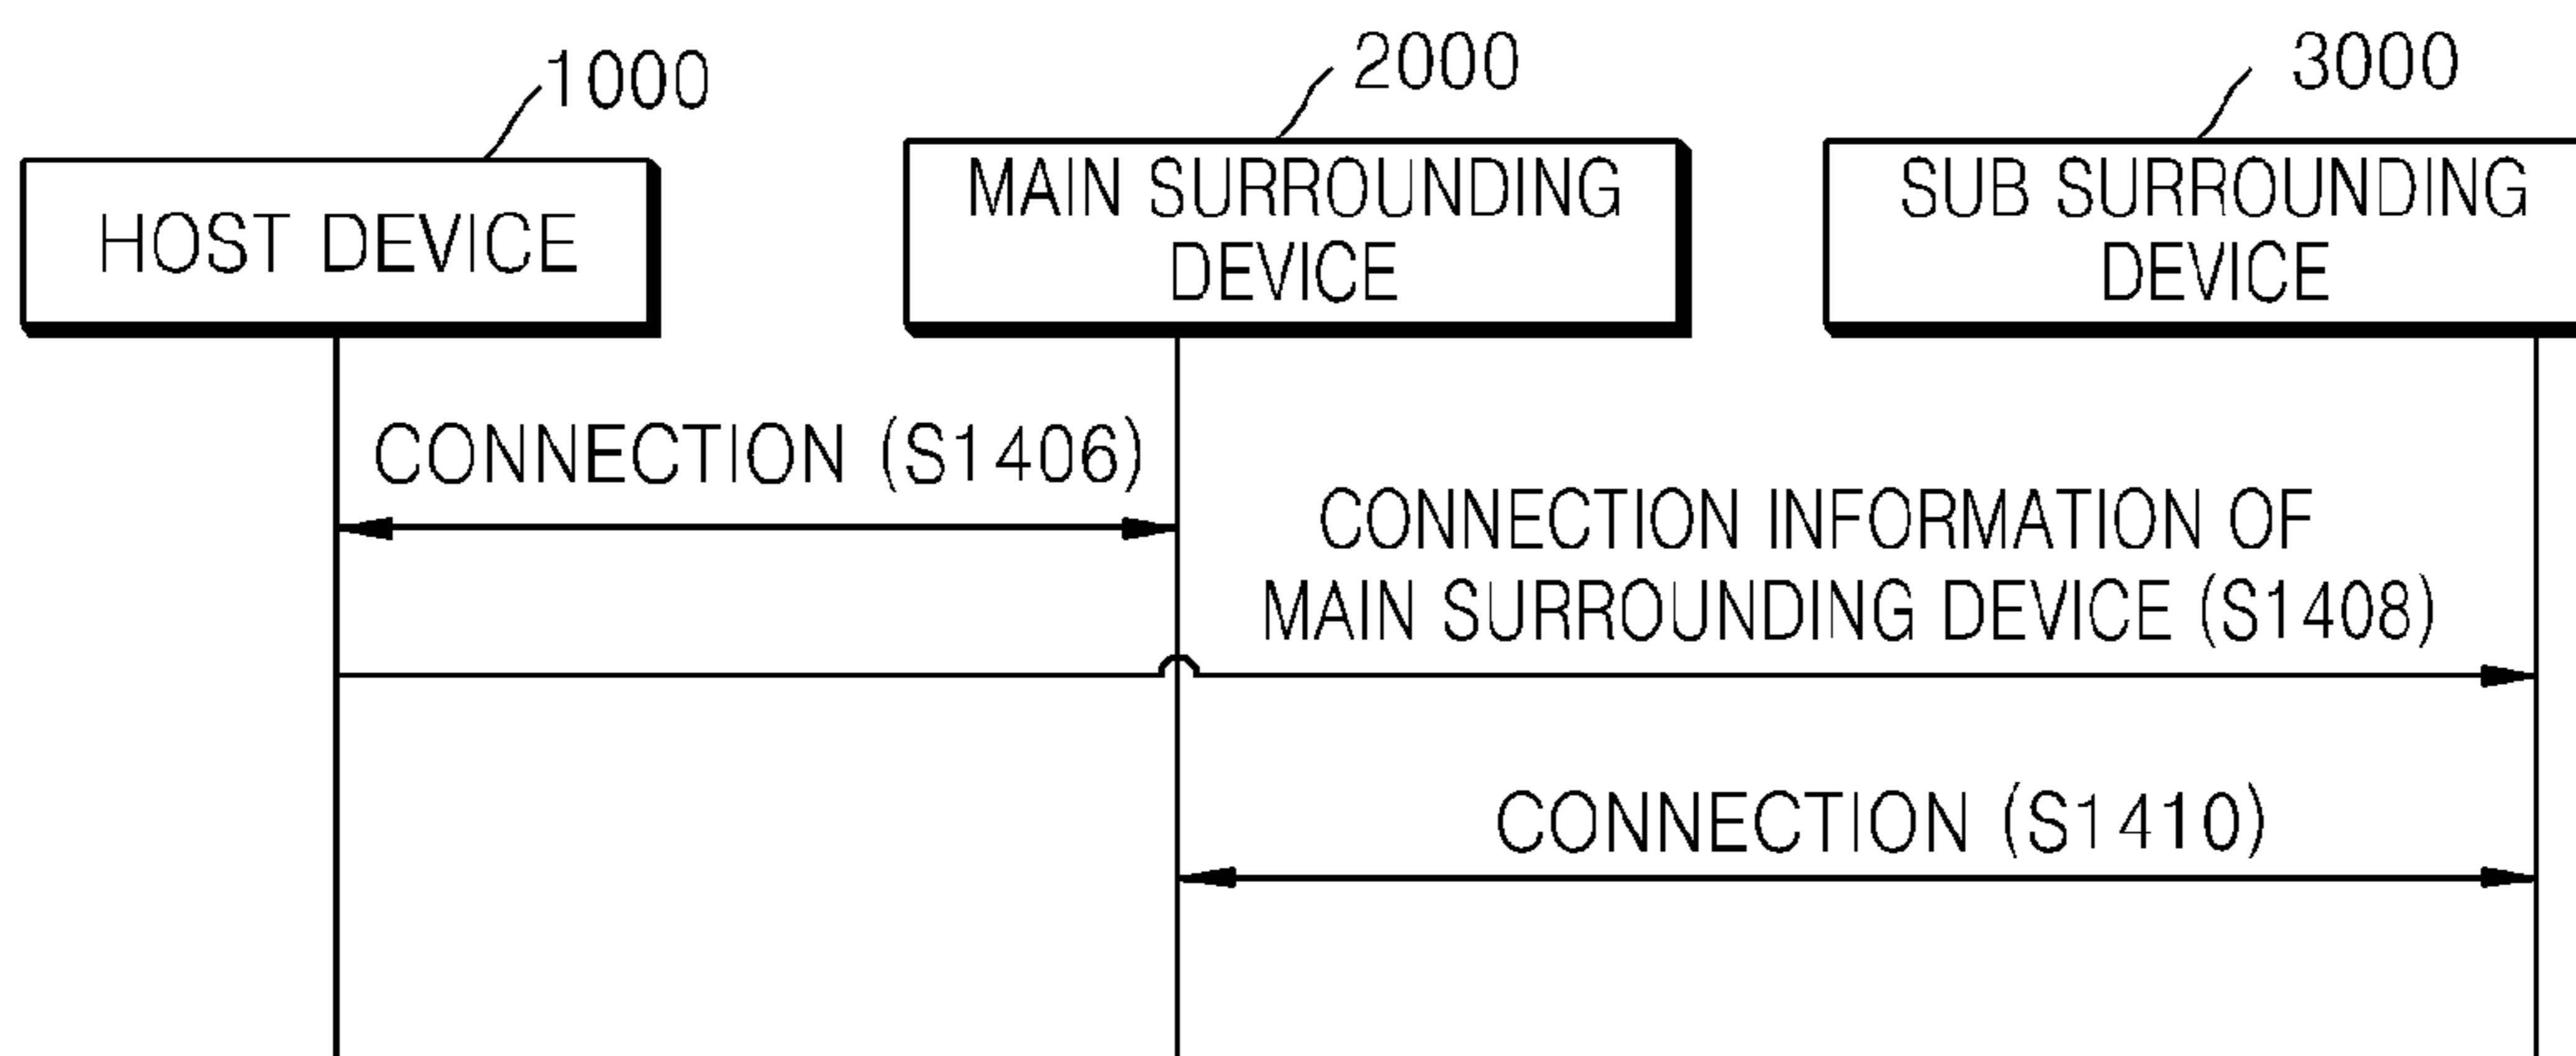 1000
2000
3000
HOST DEVICE
MAIN SURROUNDING
DEVICE
SUB SURROUNDING
DEVICE
CONNECTION (S1406)
CONNECTION INFORMATION OF
MAIN SURROUNDING DEVICE (S1408)
CONNECTION (S1410)